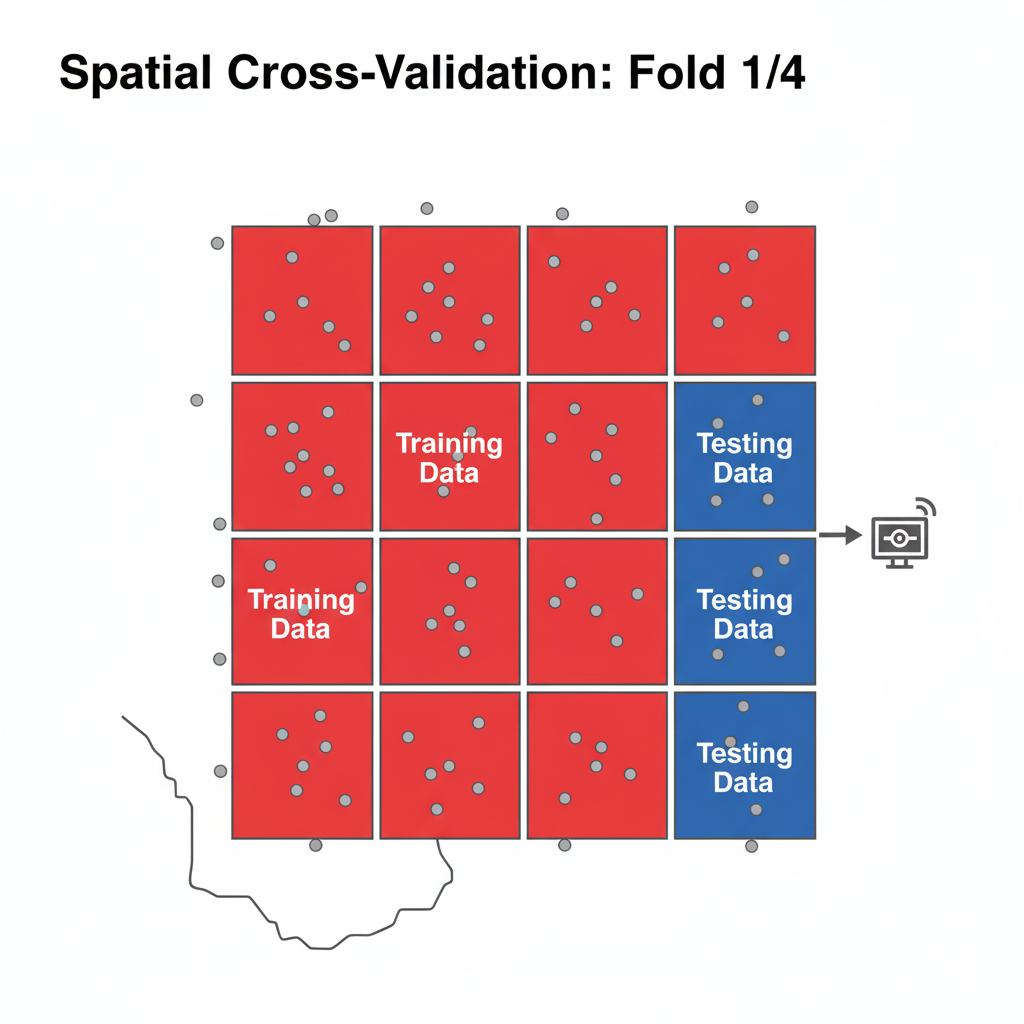 Spatial Cross-Validation: Fold 1/4
Training
Data
Testing
Data
Training
Data
Testing
Data
Testing
Data